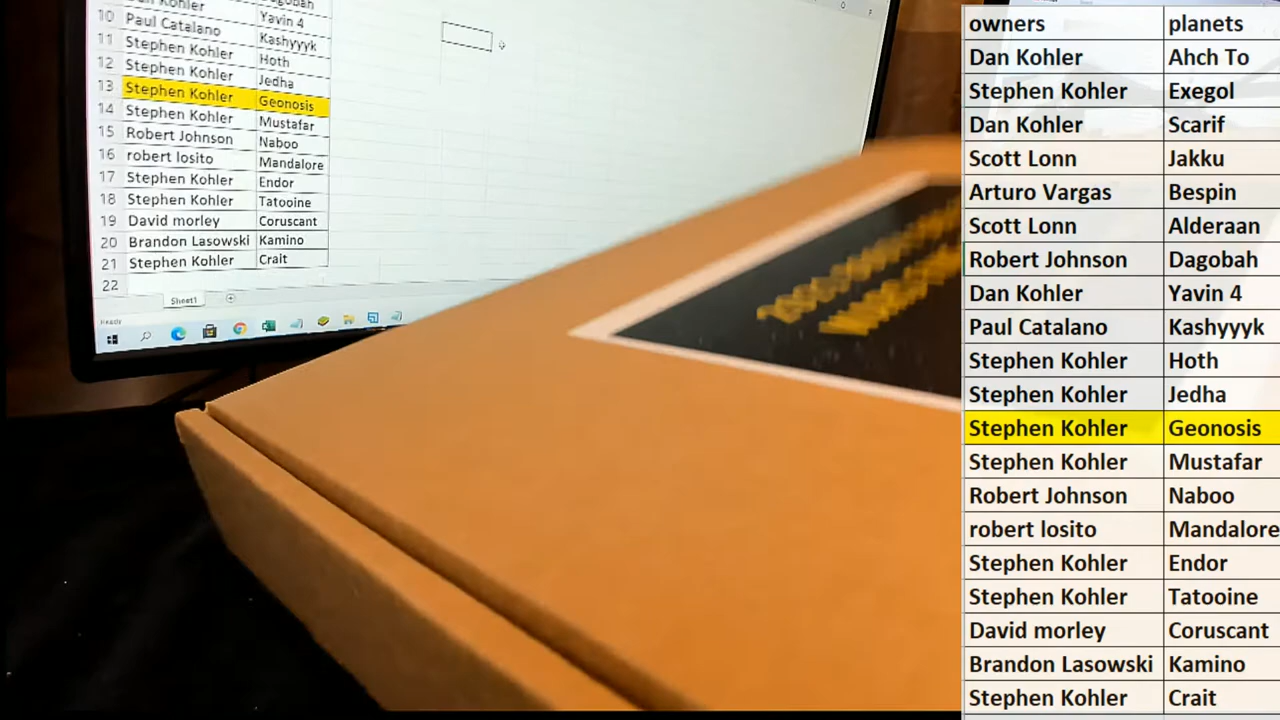 Dagobah
10 Dan Kohler Yavin 4
11 Paul Catalano Kashyyyk
12 Stephen Kohler Hoth
13 Stephen Kohler Jedha
14 Stephen Kohler Geonosis
15 Stephen Kohler Mustafar
16 Robert Johnson Naboo
17 robert losito Mandalore
18 Stephen Kohler Endor
19 Stephen Kohler Tatooine
20 David morley Coruscant
21 Brandon Lasowski Kamino
22 Stephen Kohler Crait
Sheet1
Ready
owners planets
Dan Kohler Ahch To
Stephen Kohler Exegol
Dan Kohler Scarif
Scott Lonn Jakku
Arturo Vargas Bespin
Scott Lonn Alderaan
Robert Johnson Dagobah
Dan Kohler Yavin 4
Paul Catalano Kashyyyk
Stephen Kohler Hoth
Stephen Kohler Jedha
Stephen Kohler Geonosis
Stephen Kohler Mustafar
Robert Johnson Naboo
robert losito Mandalore
Stephen Kohler Endor
Stephen Kohler Tatooine
David morley Coruscant
Brandon Lasowski Kamino
Stephen Kohler Crait